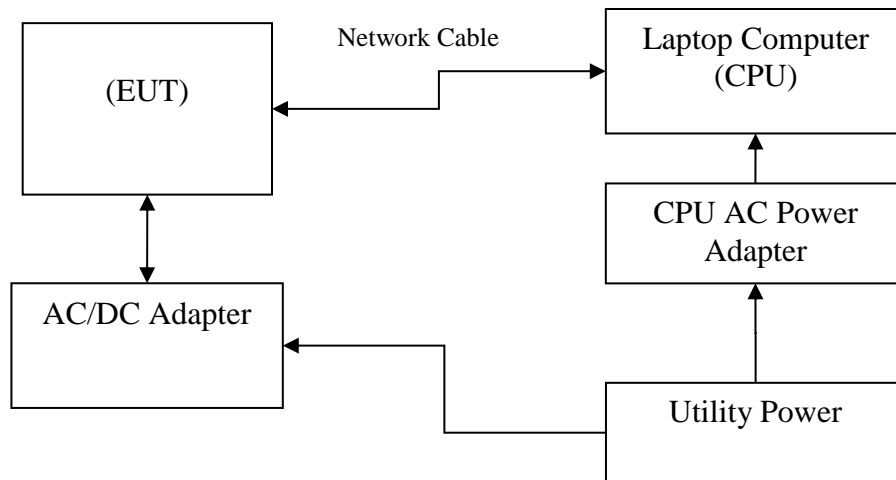 Network Cable
(EUT)
Laptop Computer
(CPU)
CPU AC Power
Adapter
AC/DC Adapter
Utility Power